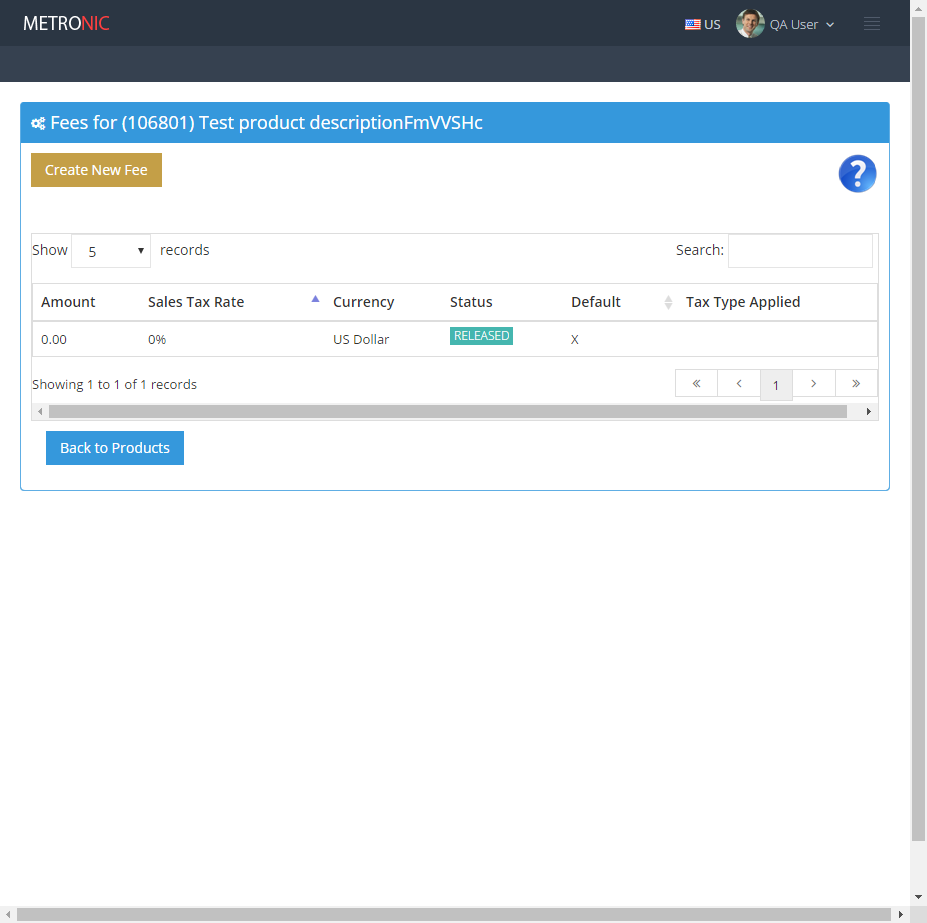 METRONIC
US QA User
Fees for (106801) Test product descriptionFmVVSHc
Create New Fee
?
Show 5 records Search:
Amount Sales Tax Rate Currency Status Default Tax Type Applied
0.00 0% US Dollar RELEASED X
Showing 1 to 1 of 1 records « ‹ 1 › »
Back to Products